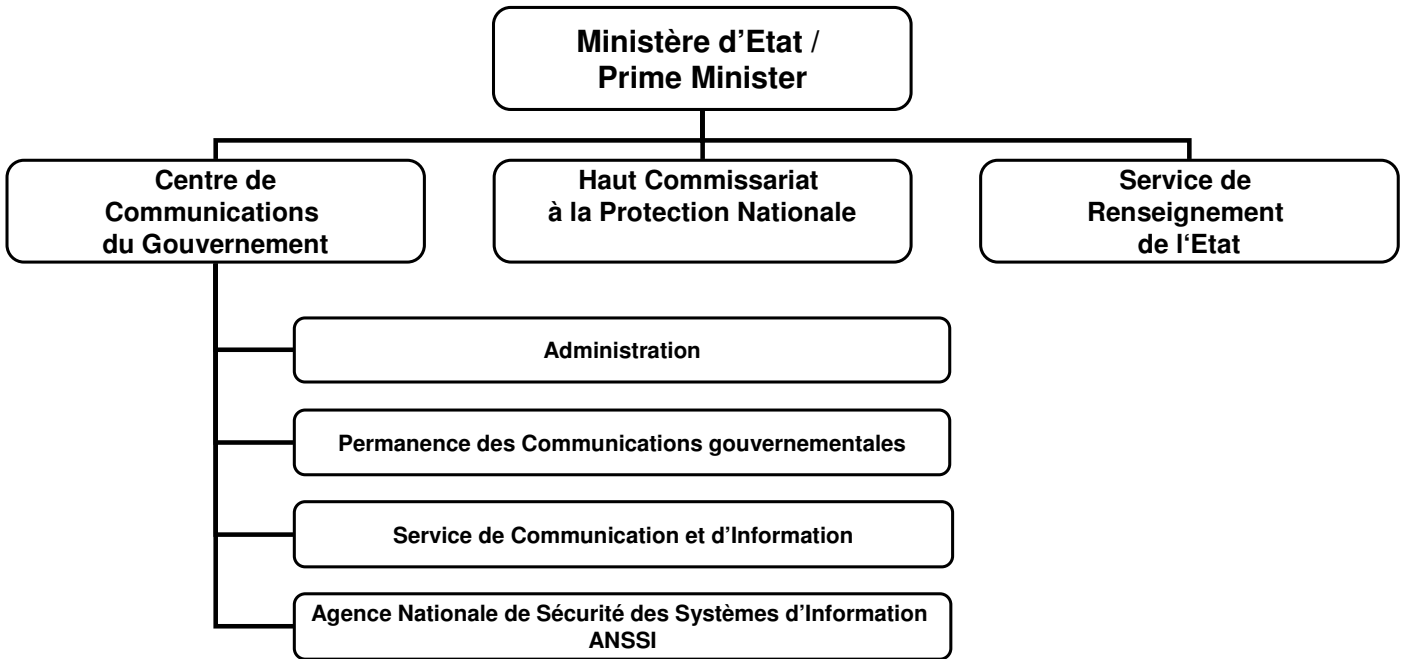 Ministère d’Etat /
Prime Minister
Centre de
Communications
du Gouvernement
Haut Commissariat
à la Protection Nationale
Service de
Renseignement
de l‘Etat
Administration
Permanence des Communications gouvernementales
Service de Communication et d’Information
Agence Nationale de Sécurité des Systèmes d’Information
ANSSI